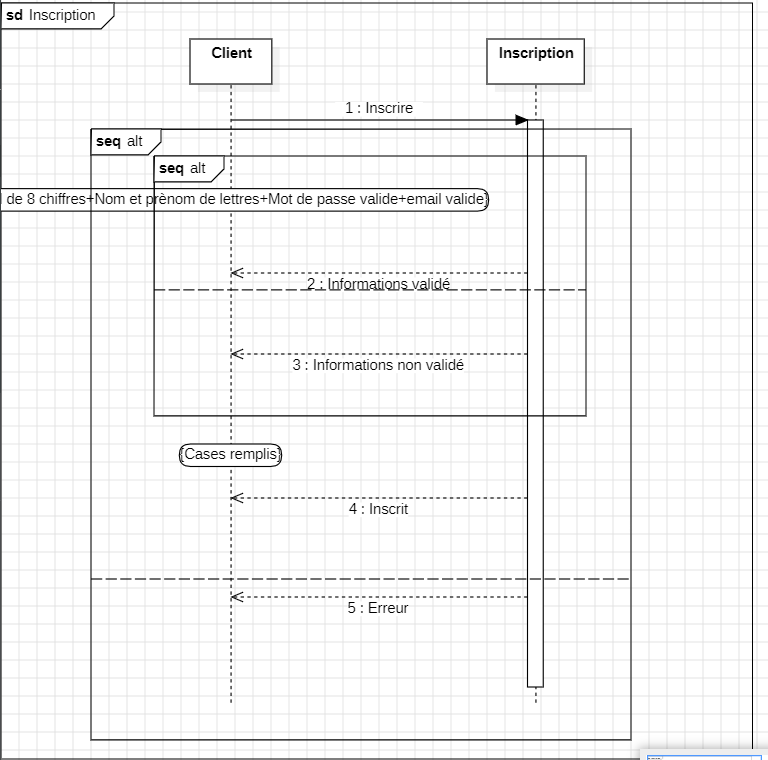 sd Inscription
Client
Inscription
1 : Inscrire
seq alt
seq alt
de 8 chiffres+Nom et prènom de lettres+Mot de passe valide+email valide}
2 : Informations validé
3 : Informations non validé
{Cases remplis}
4 : Inscrit
5 : Erreur